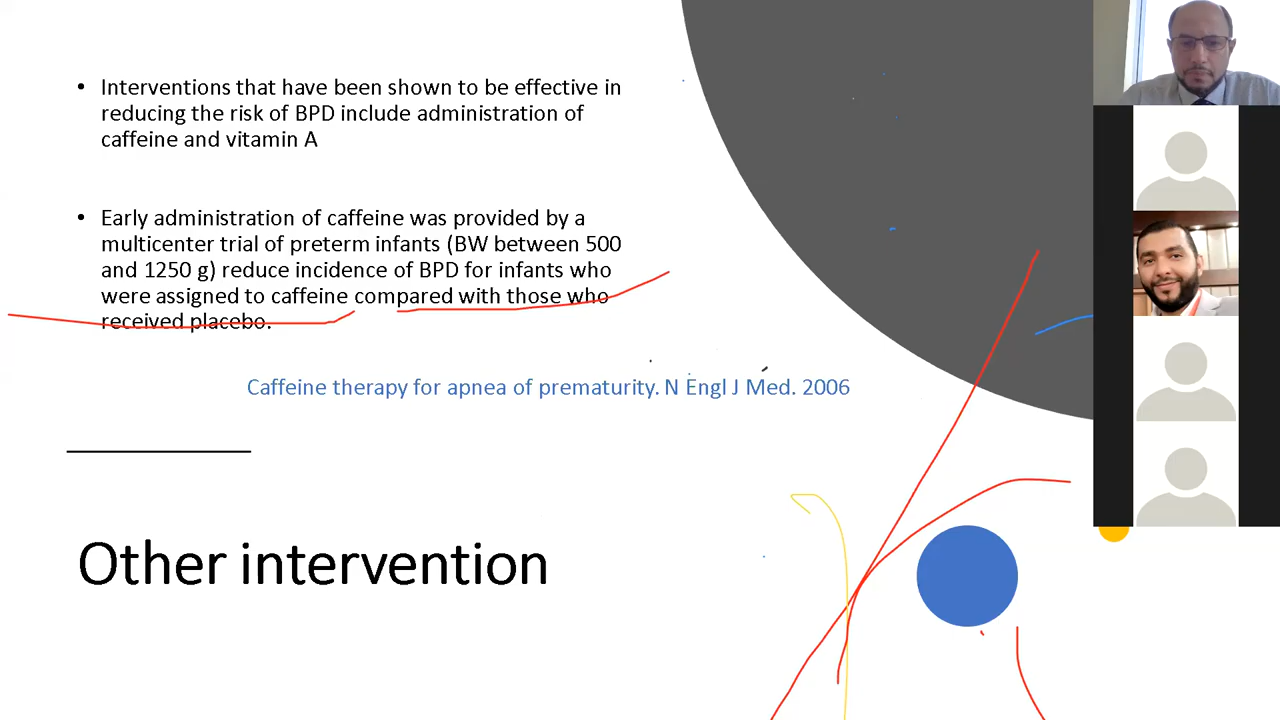 • Interventions that have been shown to be effective in
reducing the risk of BPD include administration of
caffeine and vitamin A
• Early administration of caffeine was provided by a
multicenter trial of preterm infants (BW between 500
and 1250 g) reduce incidence of BPD for infants who
were assigned to caffeine compared with those who
received placebo.
Caffeine therapy for apnea of prematurity. N Engl J Med. 2006
Other intervention